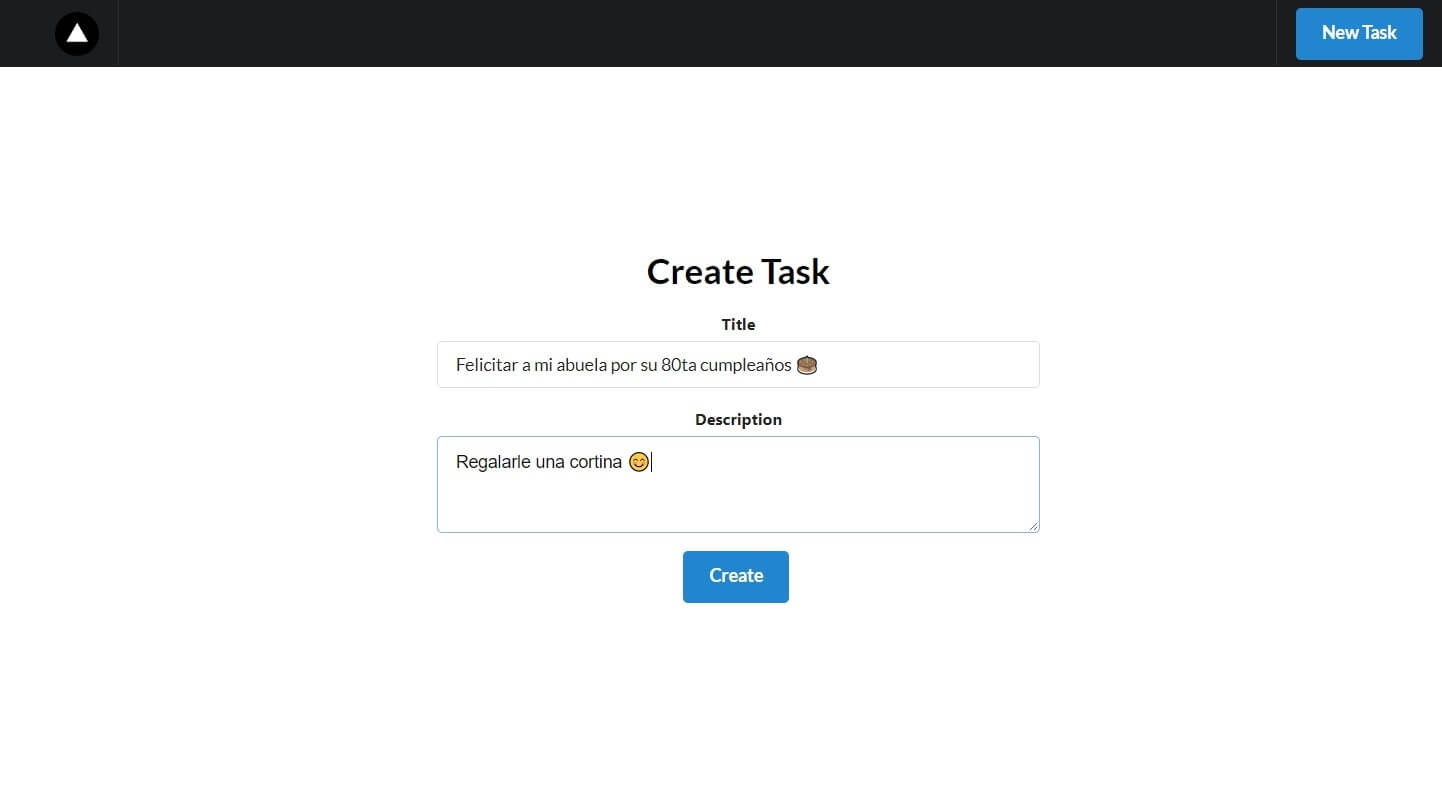 New Task
Create Task
Title
Felicitar a mi abuela por su 80ta cumpleaños 🎂
Description
Regalarle una cortina 😊
Create